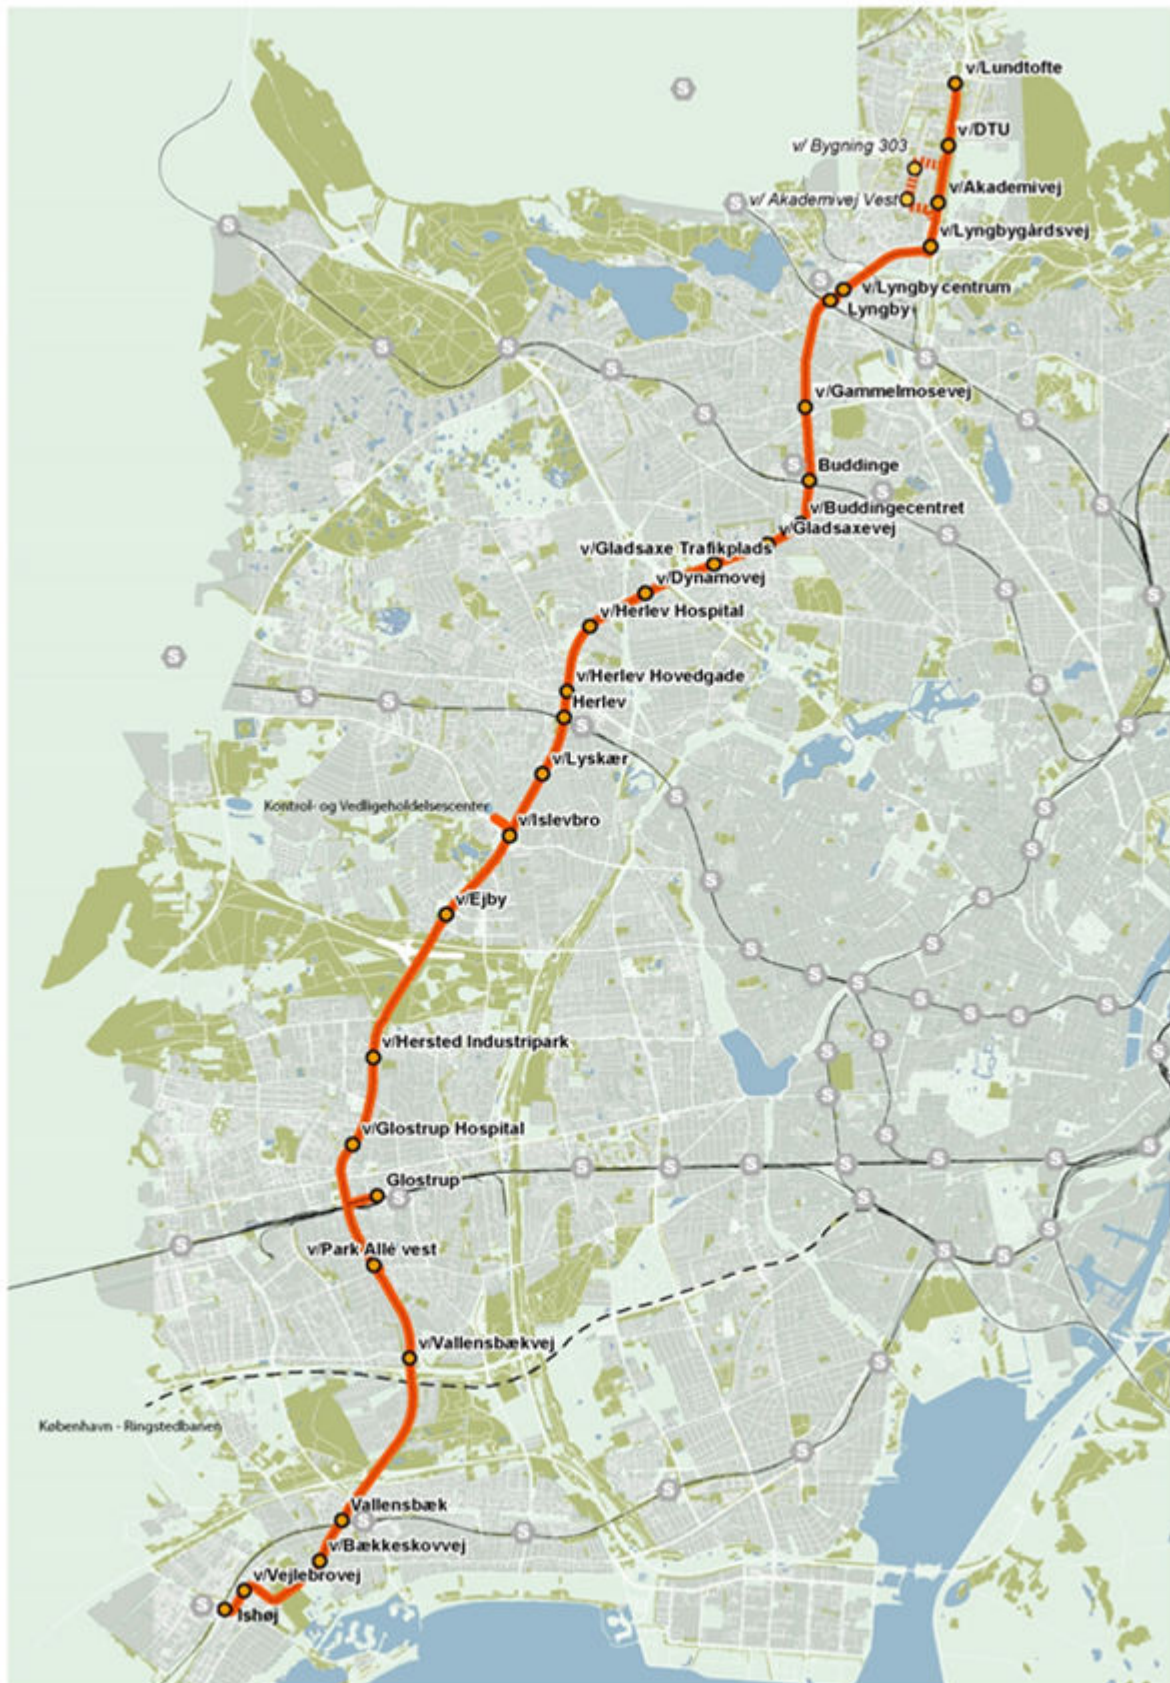 v/Lundtofte
v/DTU
v/ Bygning 303
v/Akademivej
v/ Akademivej Vest
v/Lyngbygårdsvej
v/Lyngby centrum
Lyngby
v/Gammelmosevej
Buddinge
v/Buddingecentret
v/Gladsaxevej
v/Gladsaxe Trafikplads
v/Dynamovej
v/Herlev Hospital
v/Herlev Hovedgade
Herlev
v/Lyskær
Kontrol- og Vedligeholdelsescenter
v/Islevbro
v/Ejby
v/Hersted Industripark
v/Glostrup Hospital
Glostrup
v/Park Allé vest
v/Vallensbækvej
København - Ringstedbanen
Vallensbæk
v/Bækkeskovvej
v/Vejlebrovej
Ishøj